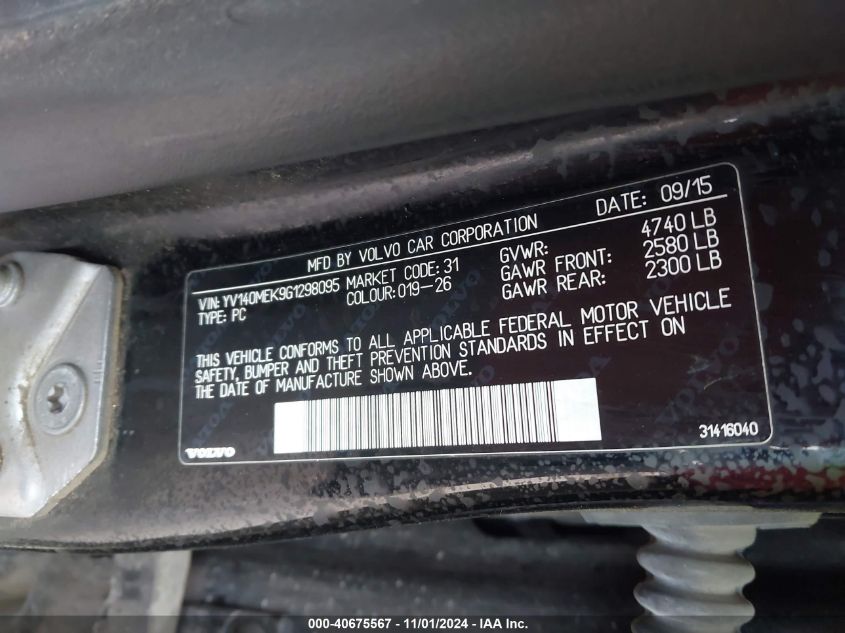 MFD BY VOLVO CAR CORPORATION DATE: 09/15
VIN: YV140MEK9G1298095 MARKET CODE: 31 GVWR: 4740 LB
TYPE: PC COLOUR: 019-26 GAWR FRONT: 2580 LB
GAWR REAR: 2300 LB
THIS VEHICLE CONFORMS TO ALL APPLICABLE FEDERAL MOTOR VEHICLE
SAFETY, BUMPER AND THEFT PREVENTION STANDARDS IN EFFECT ON
THE DATE OF MANUFACTURE SHOWN ABOVE.
VOLVO 31416040
000-40675567 - 11/01/2024 - IAA Inc.